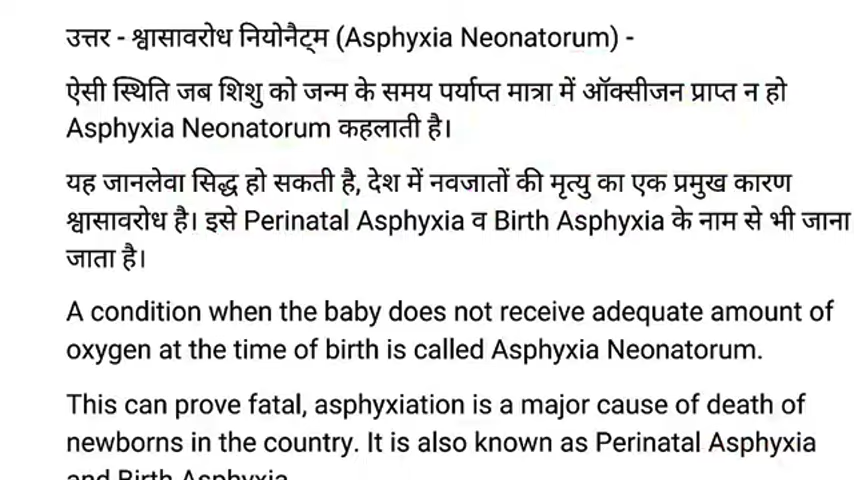 उत्तर - श्वासावरोध नियोनैट्म (Asphyxia Neonatorum) -
ऐसी स्थिति जब शिशु को जन्म के समय पर्याप्त मात्रा में ऑक्सीजन प्राप्त न हो
Asphyxia Neonatorum कहलाती है।
यह जानलेवा सिद्ध हो सकती है, देश में नवजातों की मृत्यु का एक प्रमुख कारण
श्वासावरोध है। इसे Perinatal Asphyxia व Birth Asphyxia के नाम से भी जाना
जाता है।
A condition when the baby does not receive adequate amount of
oxygen at the time of birth is called Asphyxia Neonatorum.
This can prove fatal, asphyxiation is a major cause of death of
newborns in the country. It is also known as Perinatal Asphyxia
and Birth Asphyxia.